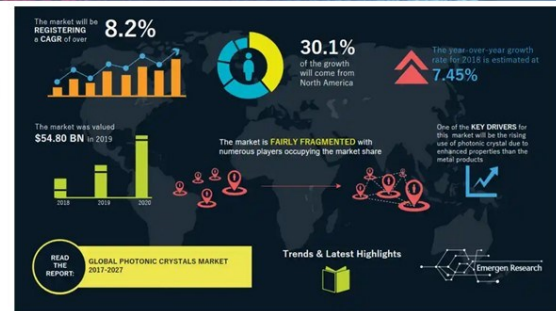 The market will be
REGISTERING
a CAGR of over
8.2%
30.1%
of the growth
will come from
North America
The year-over-year growth
rate for 2018 is estimated at
7.45%
The market was valued
$54.80 BN in 2019
2018 2019 2020
The market is FAIRLY FRAGMENTED with
numerous players occupying the market share
One of the KEY DRIVERS for
this market will be the rising
use of photonic crystal due to
enhanced properties than the
metal products
READ
THE
REPORT:
GLOBAL PHOTONIC CRYSTALS MARKET
2017-2027
Trends & Latest Highlights
Emergen Research